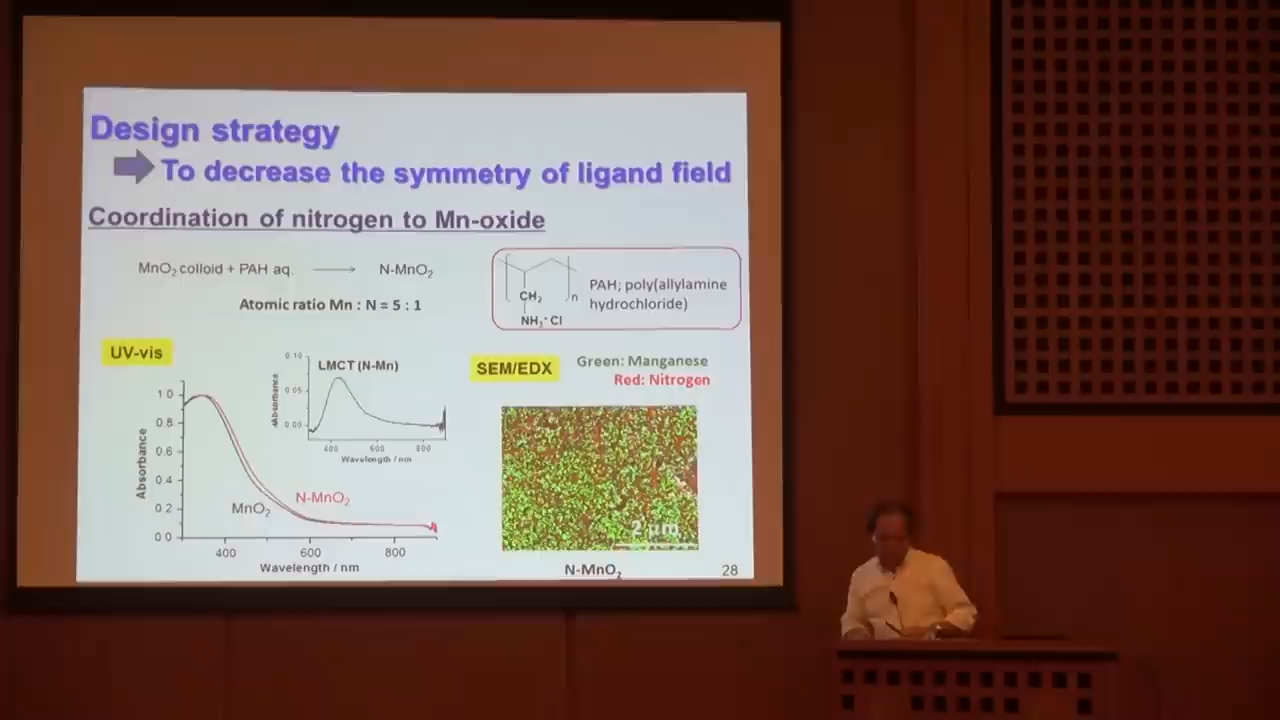 Design strategy
To decrease the symmetry of ligand field
Coordination of nitrogen to Mn-oxide
MnO2 colloid + PAH aq. → N-MnO2
Atomic ratio Mn : N = 5 : 1
CH2
n
NH3+ Cl-
PAH; poly(allylamine
hydrochloride)
UV-vis
1.0
0.8
0.6
0.4
0.2
0.0
Absorbance
400
600
800
Wavelength / nm
MnO2
N-MnO2
LMCT (N-Mn)
0.10
0.05
0.00
Absorbance
400
600
800
Wavelength / nm
SEM/EDX
Green: Manganese
Red: Nitrogen
2 μm
N-MnO2
28